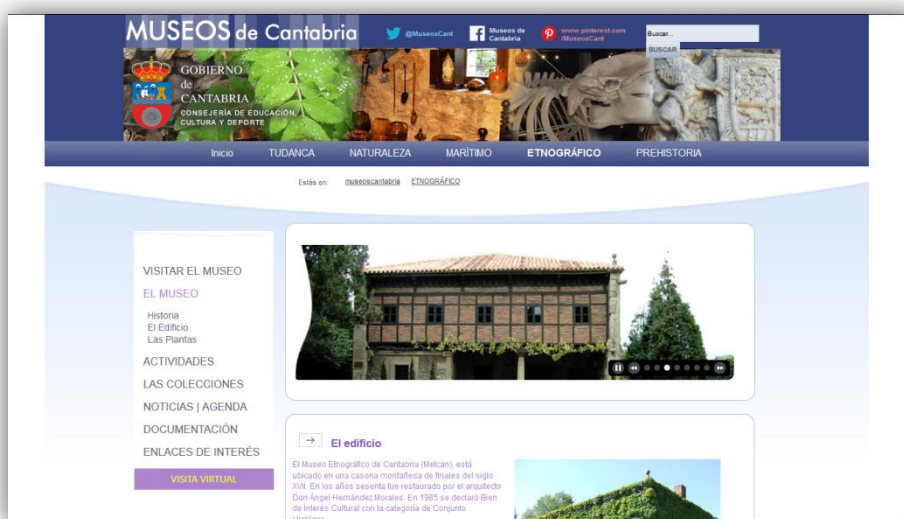 MUSEOS de Cantabria
@MuseosCant
Museos de
Cantabria
www.pinterest.com
/MuseosCant
Buscar...
BUSCAR
GOBIERNO
de
CANTABRIA
CONSEJERÍA DE EDUCACIÓN,
CULTURA Y DEPORTE
Inicio TUDANCA NATURALEZA MARÍTIMO ETNOGRÁFICO PREHISTORIA
Estás en: museoscantabria ETNOGRÁFICO
VISITAR EL MUSEO
EL MUSEO
Historia
El Edificio
Las Plantas
ACTIVIDADES
LAS COLECCIONES
NOTICIAS | AGENDA
DOCUMENTACIÓN
ENLACES DE INTERÉS
VISITA VIRTUAL
El edificio
El Museo Etnográfico de Cantabria (Metcan), está
ubicado en una casona montañesa de finales del siglo
XVII. En los años sesenta fue restaurado por el arquitecto
Don Ángel Hernández Morales. En 1985 se declaró Bien
de Interés Cultural con la categoría de Conjunto